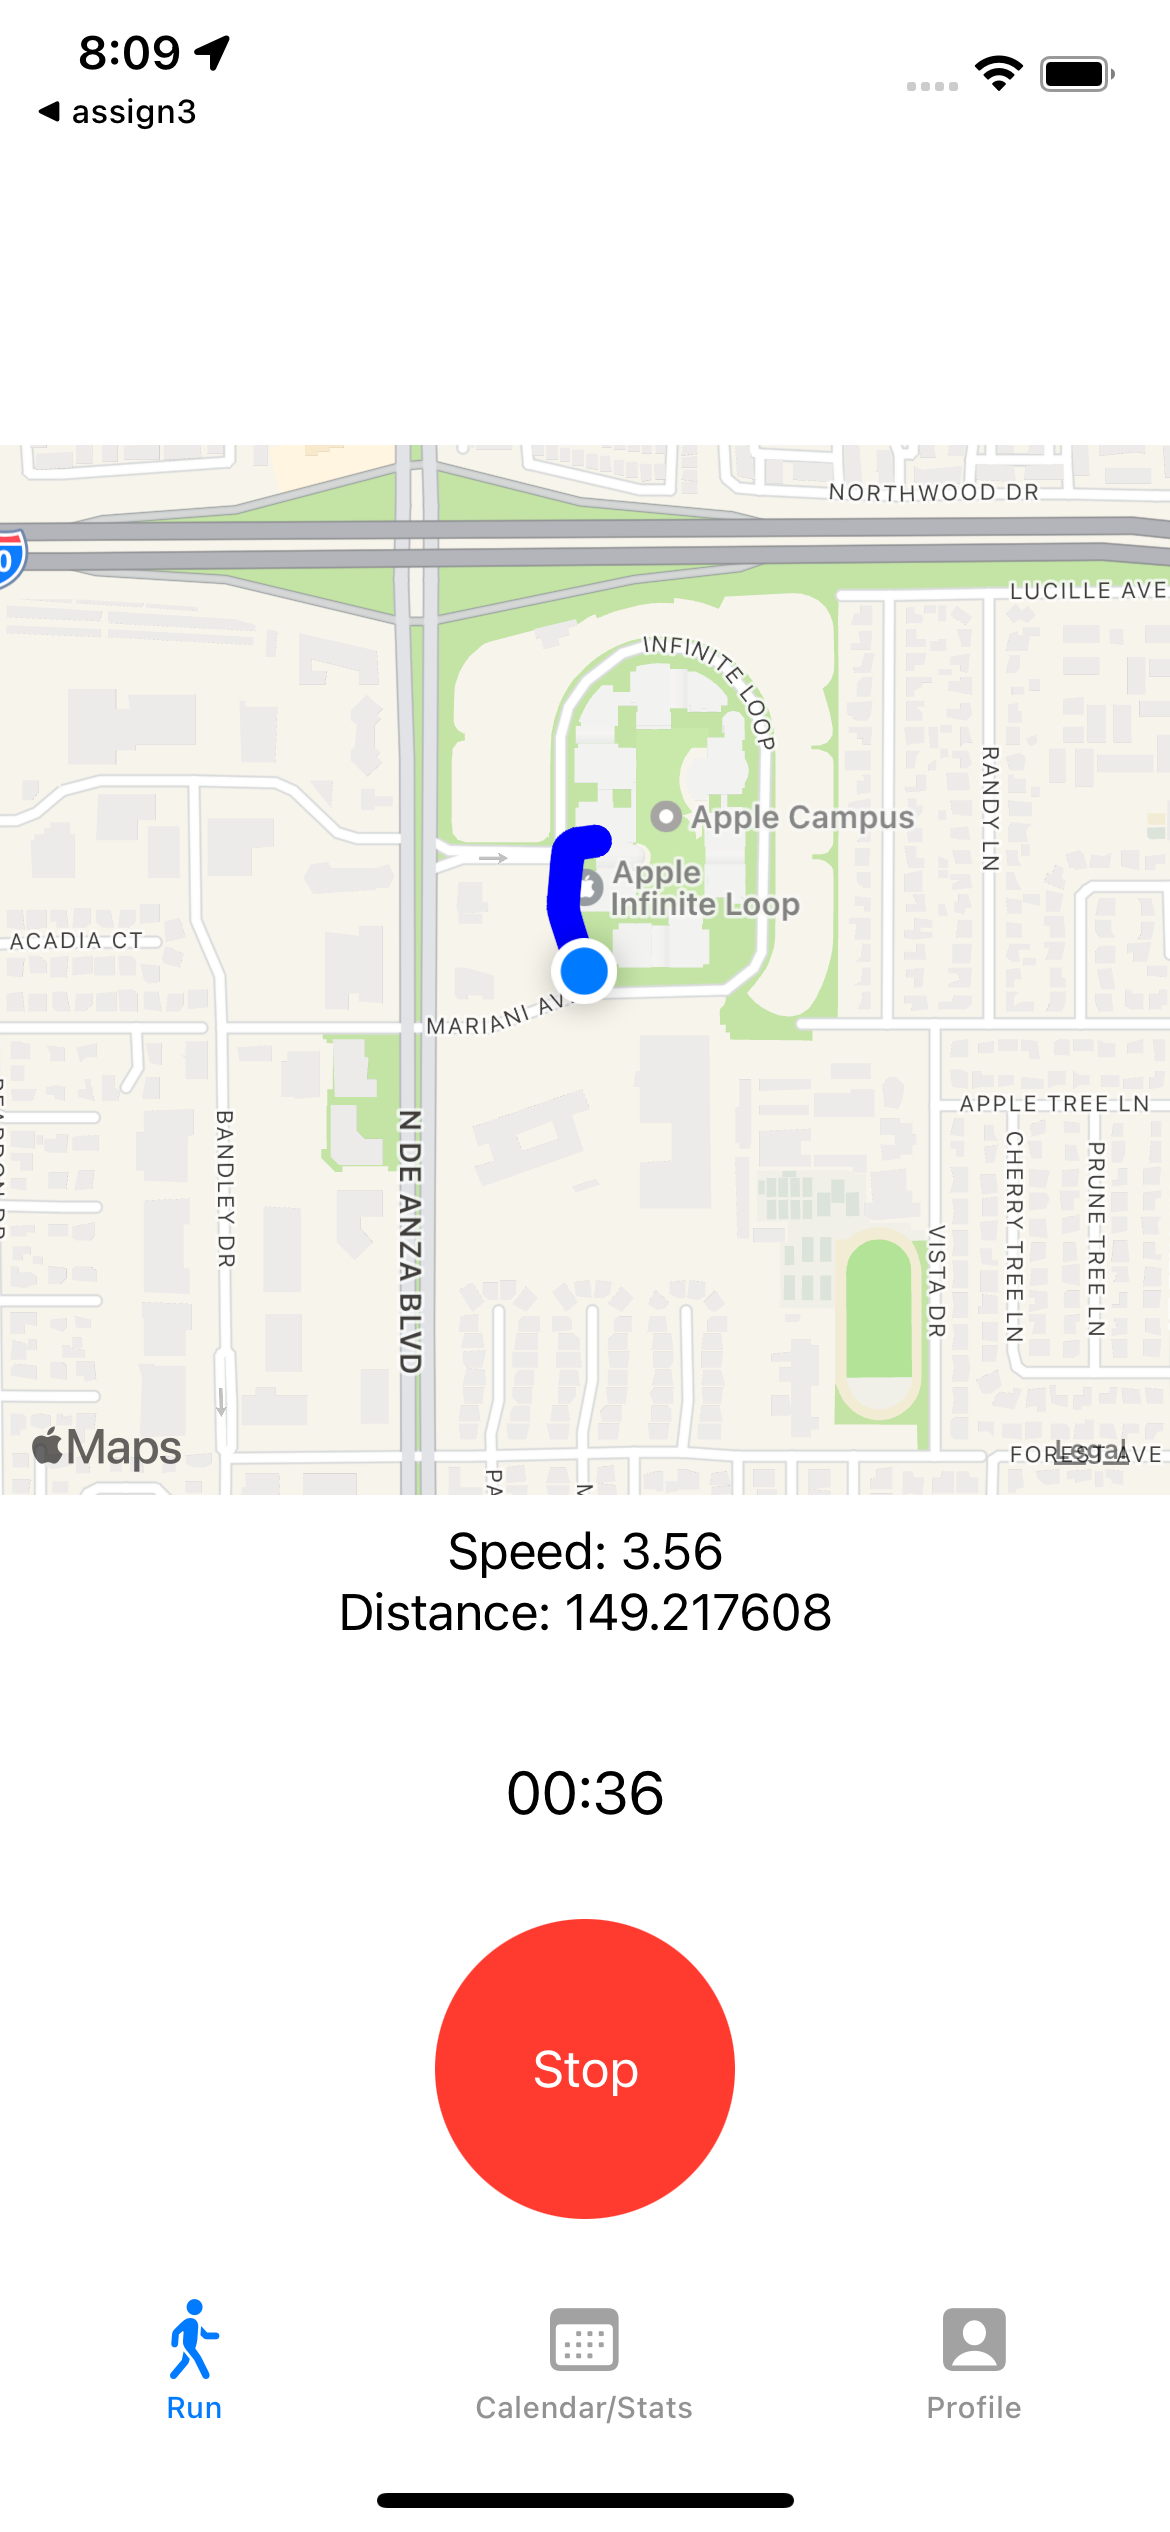 8:09
◀ assign3
NORTHWOOD DR
LUCILLE AVE
INFINITE LOOP
RANDY LN
Apple Campus
Apple
Infinite Loop
ACADIA CT
MARIANI
APPLE TREE LN
BANDLEY DR
N DE ANZA BLVD
CHERRY TREE LN
PRUNE TREE LN
VISTA DR
Maps
FOREST AVE
Legal
Speed: 3.56
Distance: 149.217608
00:36
Stop
Run
Calendar/Stats
Profile